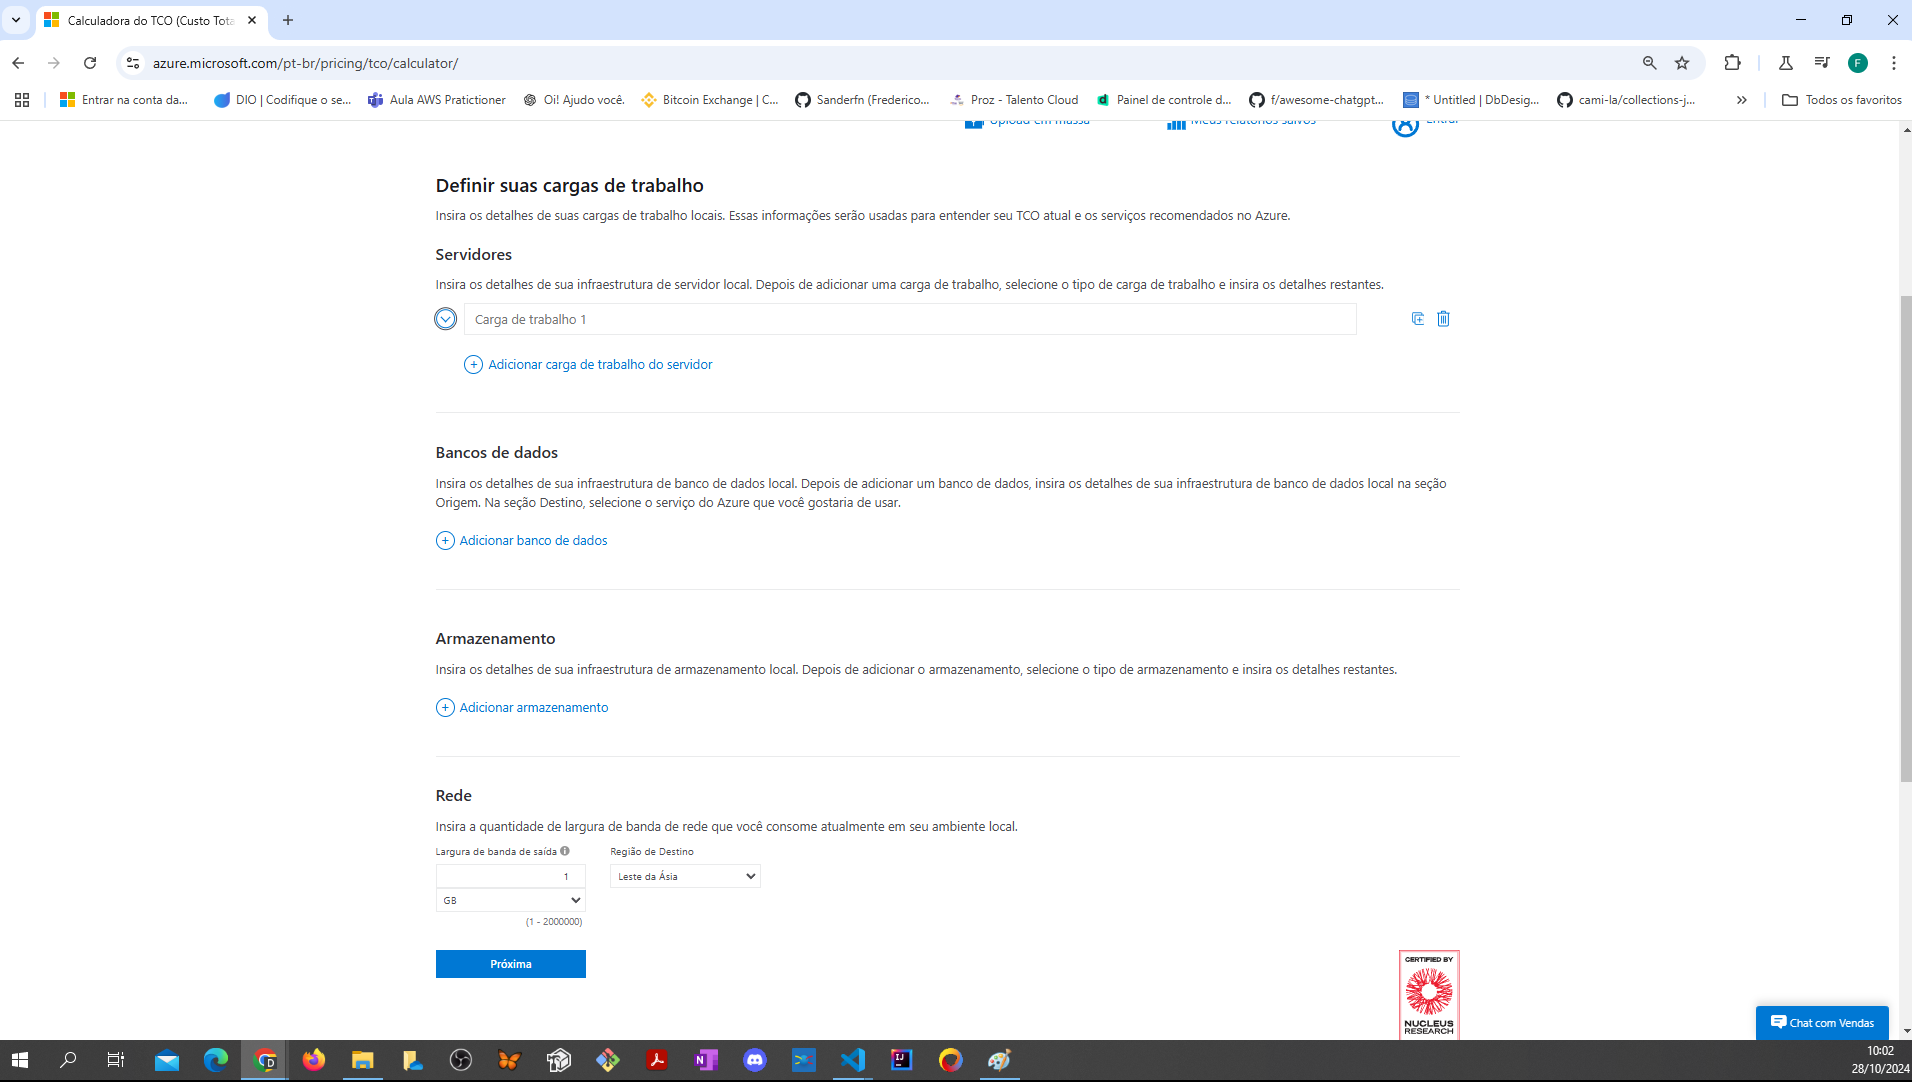 Calculadora do TCO (Custo Tota
azure.microsoft.com/pt-br/pricing/tco/calculator/
F
Entrar na conta da...
DIO | Codifique o se...
Aula AWS Pratictioner
Oi! Ajudo você.
Bitcoin Exchange | C...
Sanderfn (Frederico...
Proz - Talento Cloud
Painel de controle d...
f/awesome-chatgpt...
* Untitled | DbDesig...
cami-la/collections-j...
Todos os favoritos
Upload em massa
Meus relatórios salvos
Entrar
Definir suas cargas de trabalho
Insira os detalhes de suas cargas de trabalho locais. Essas informações serão usadas para entender seu TCO atual e os serviços recomendados no Azure.
Servidores
Insira os detalhes de sua infraestrutura de servidor local. Depois de adicionar uma carga de trabalho, selecione o tipo de carga de trabalho e insira os detalhes restantes.
Carga de trabalho 1
Adicionar carga de trabalho do servidor
Bancos de dados
Insira os detalhes de sua infraestrutura de banco de dados local. Depois de adicionar um banco de dados, insira os detalhes de sua infraestrutura de banco de dados local na seção
Origem. Na seção Destino, selecione o serviço do Azure que você gostaria de usar.
Adicionar banco de dados
Armazenamento
Insira os detalhes de sua infraestrutura de armazenamento local. Depois de adicionar o armazenamento, selecione o tipo de armazenamento e insira os detalhes restantes.
Adicionar armazenamento
Rede
Insira a quantidade de largura de banda de rede que você consome atualmente em seu ambiente local.
Largura de banda de saída
Região de Destino
1
Leste da Ásia
GB
(1 - 2000000)
Próxima
CERTIFIED BY
NUCLEUS
RESEARCH
Chat com Vendas
10:02
28/10/2024